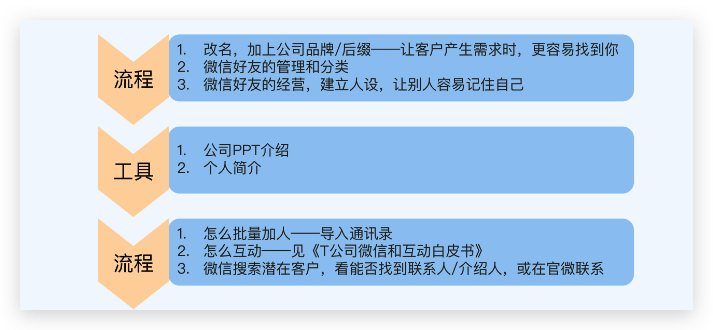 流程
1. 改名，加上公司品牌/后缀——让客户产生需求时，更容易找到你
2. 微信好友的管理和分类
3. 微信好友的经营，建立人设，让别人容易记住自己
工具
1. 公司PPT介绍
2. 个人简介
流程
1. 怎么批量加人——导入通讯录
2. 怎么互动——见《T公司微信和互动白皮书》
3. 微信搜索潜在客户，看能否找到联系人/介绍人，或在官微联系